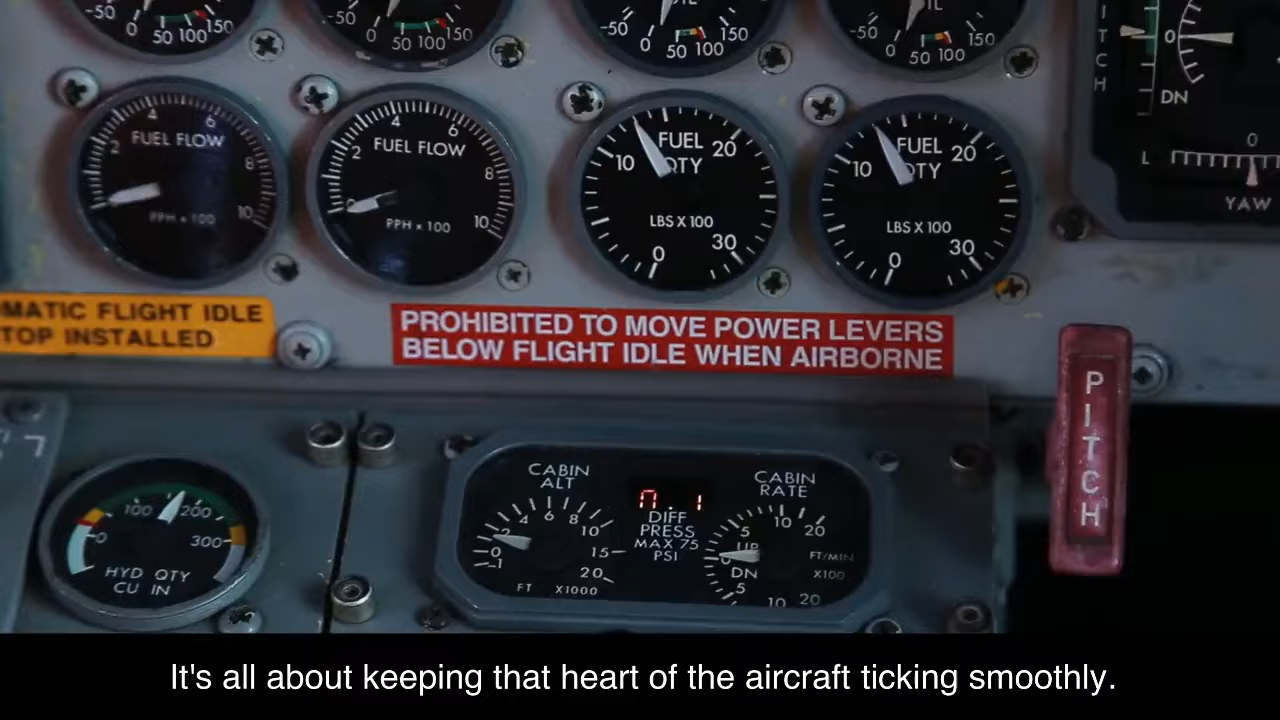 -50 0 50 100 150
-50 0 50 100 150
-50 0 50 100 150
-50 0 50 100 150
PITCH
0
DN
FUEL FLOW
2 4 6 8 10
PPH x 100
FUEL FLOW
2 4 6 8 10
PPH x 100
FUEL
QTY
0 10 20 30
LBS X 100
FUEL
QTY
0 10 20 30
LBS X 100
0
L
YAW
MATIC FLIGHT IDLE
TOP INSTALLED
PROHIBITED TO MOVE POWER LEVERS
BELOW FLIGHT IDLE WHEN AIRBORNE
PITCH
0 100 200 300
HYD QTY
CU IN
CABIN
ALT
-1 0 2 4 6 8 10 15 20
FT X1000
DIFF
PRESS
MAX 75
PSI
CABIN
RATE
5 10 20
UP
0
DN
5 10 20
FT/MIN
X100
It's all about keeping that heart of the aircraft ticking smoothly.